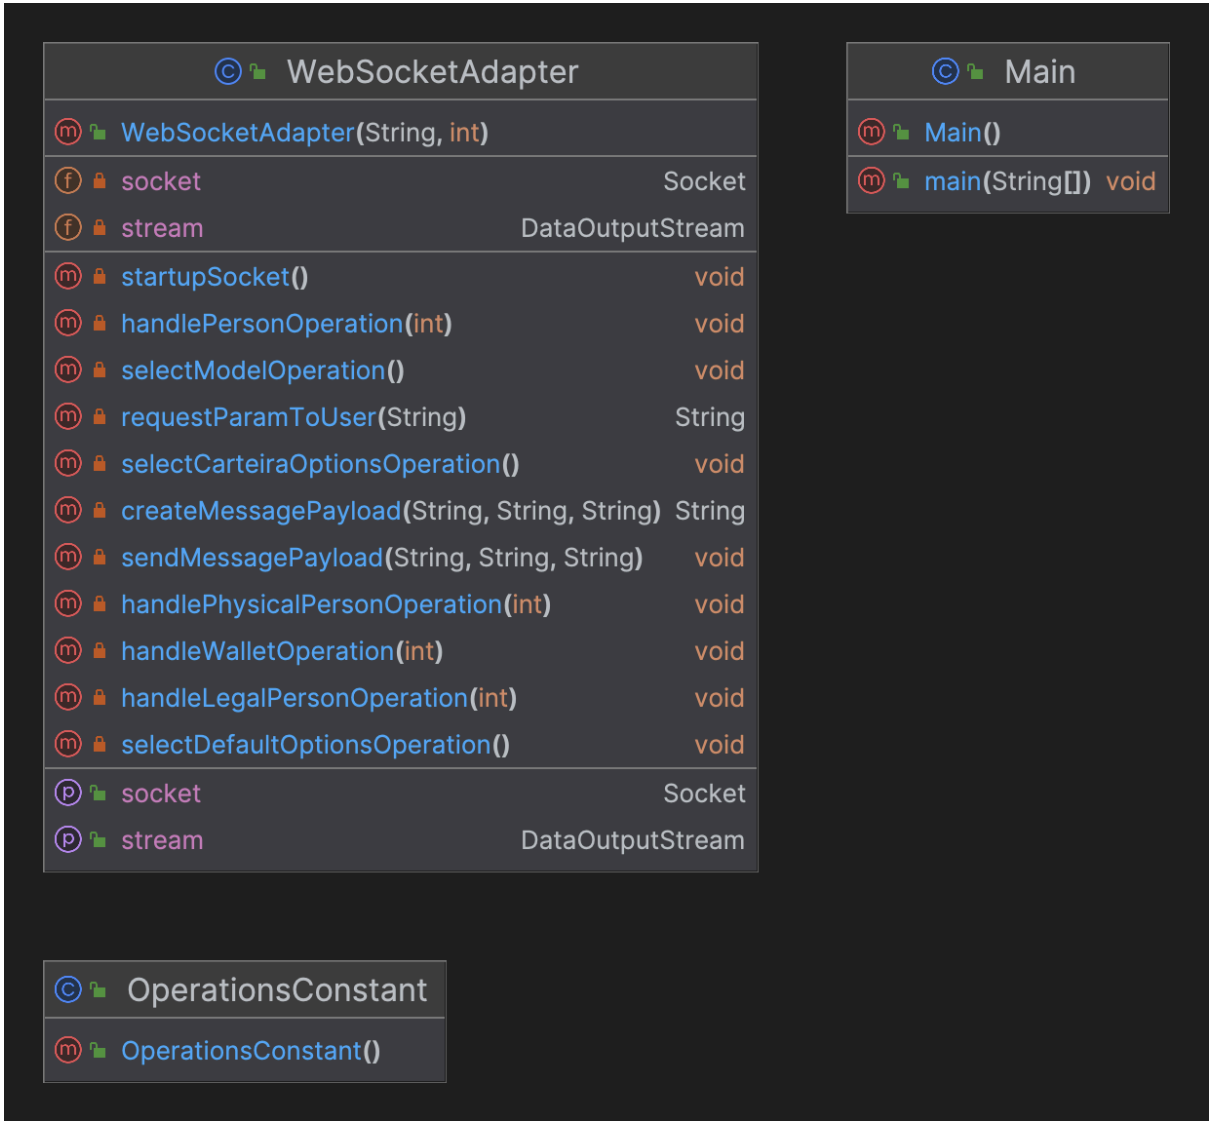 WebSocketAdapter
WebSocketAdapter(String, int)
socket Socket
stream DataOutputStream
startupSocket() void
handlePersonOperation(int) void
selectModelOperation() void
requestParamToUser(String) String
selectCarteiraOptionsOperation() void
createMessagePayload(String, String, String) String
sendMessagePayload(String, String, String) void
handlePhysicalPersonOperation(int) void
handleWalletOperation(int) void
handleLegalPersonOperation(int) void
selectDefaultOptionsOperation() void
socket Socket
stream DataOutputStream
Main
Main()
main(String[]) void
OperationsConstant
OperationsConstant()